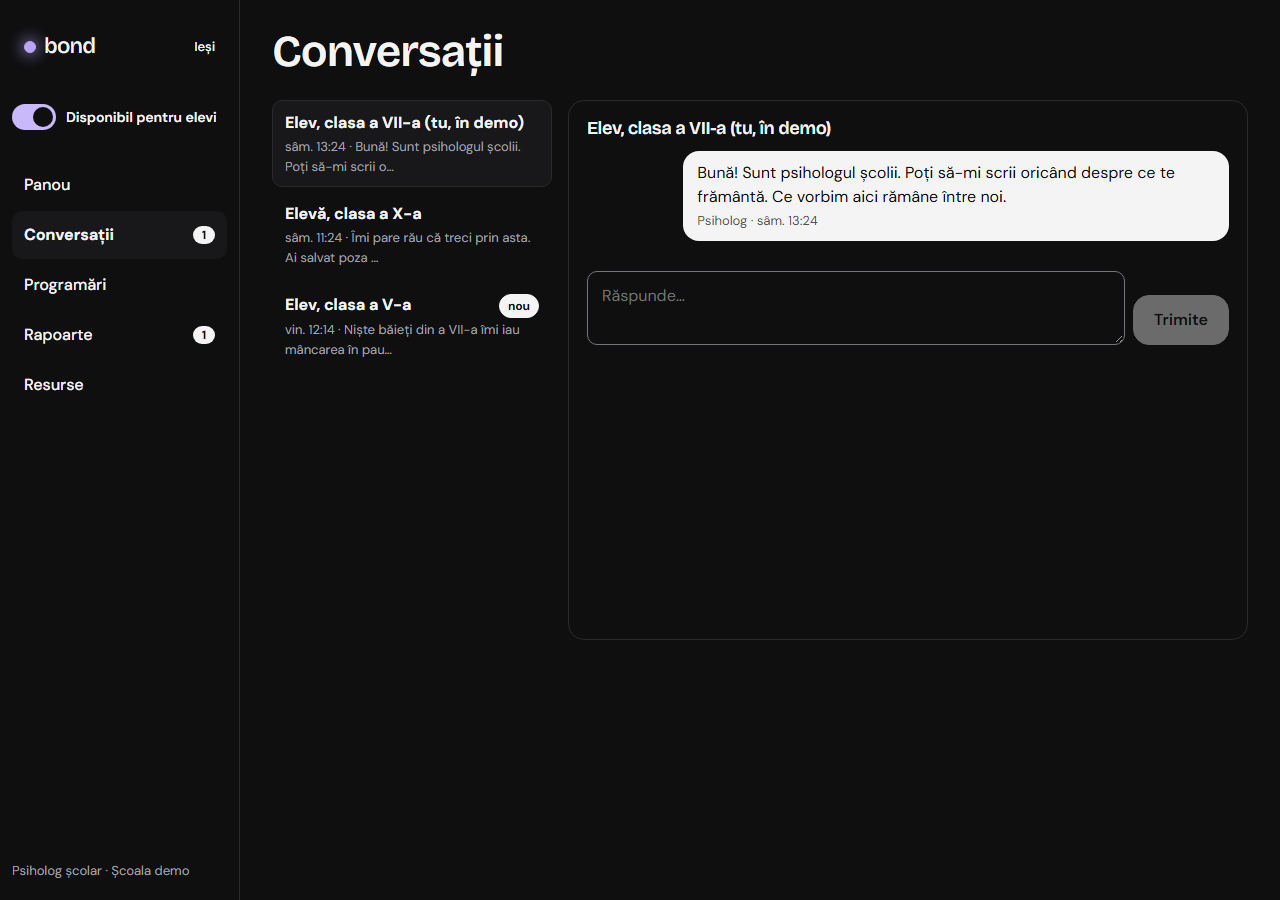 bond
Ieși
Disponibil pentru elevi
Panou
Conversații
1
Programări
Rapoarte
1
Resurse
Psiholog școlar · Școala demo
Conversații
Elev, clasa a VII-a (tu, în demo)
sâm. 13:24 · Bună! Sunt psihologul școlii.
Poți să-mi scrii o…
Elevă, clasa a X-a
sâm. 11:24 · Îmi pare rău că treci prin asta.
Ai salvat poza …
Elev, clasa a V-a
nou
vin. 12:14 · Niște băieți din a VII-a îmi iau
mâncarea în pau…
Elev, clasa a VII-a (tu, în demo)
Bună! Sunt psihologul școlii. Poți să-mi scrii oricând despre ce te
frământă. Ce vorbim aici rămâne între noi.
Psiholog · sâm. 13:24
Răspunde…
Trimite